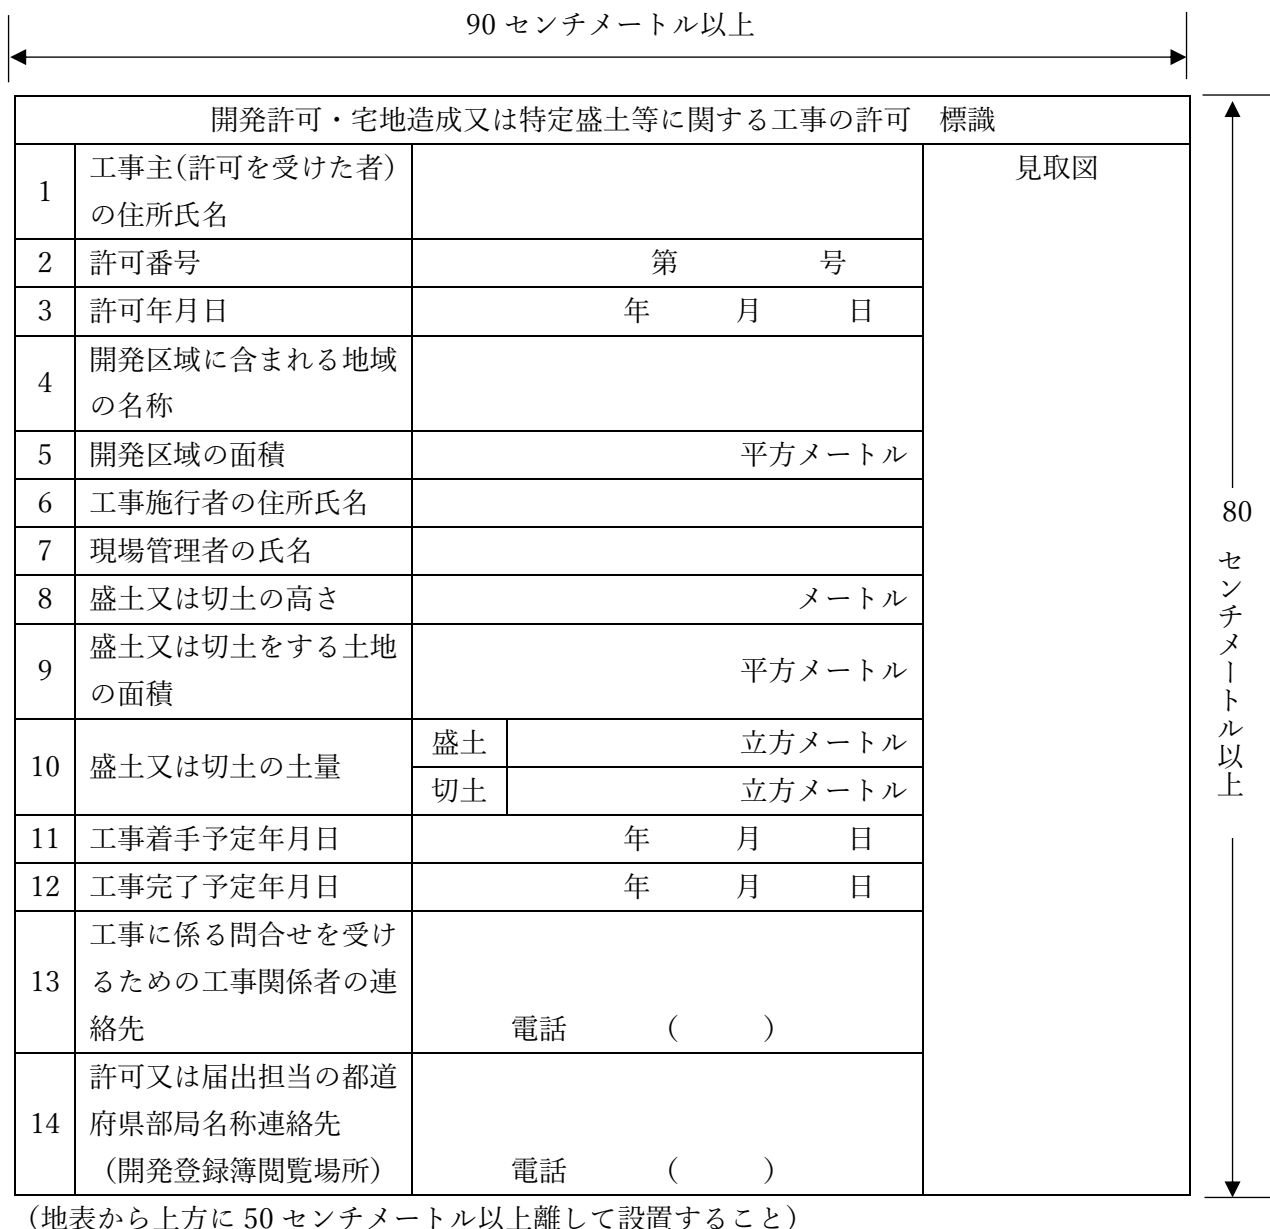 90 センチメートル以上
開発許可・宅地造成又は特定盛土等に関する工事の許可　標識
1
工事主(許可を受けた者)
の住所氏名
見取図
2 許可番号 第 号
3 許可年月日 年 月 日
4
開発区域に含まれる地域
の名称
5 開発区域の面積 平方メートル
6 工事施行者の住所氏名
7 現場管理者の氏名
8 盛土又は切土の高さ メートル
9
盛土又は切土をする土地
の面積
平方メートル
10 盛土又は切土の土量
盛土 立方メートル
切土 立方メートル
11 工事着手予定年月日 年 月 日
12 工事完了予定年月日 年 月 日
13
工事に係る問合せを受け
るための工事関係者の連
絡先
電話 ( )
14
許可又は届出担当の都道
府県部局名称連絡先
(開発登録簿閲覧場所)
電話 ( )
80 センチメートル以上
(地表から上方に 50 センチメートル以上離して設置すること)